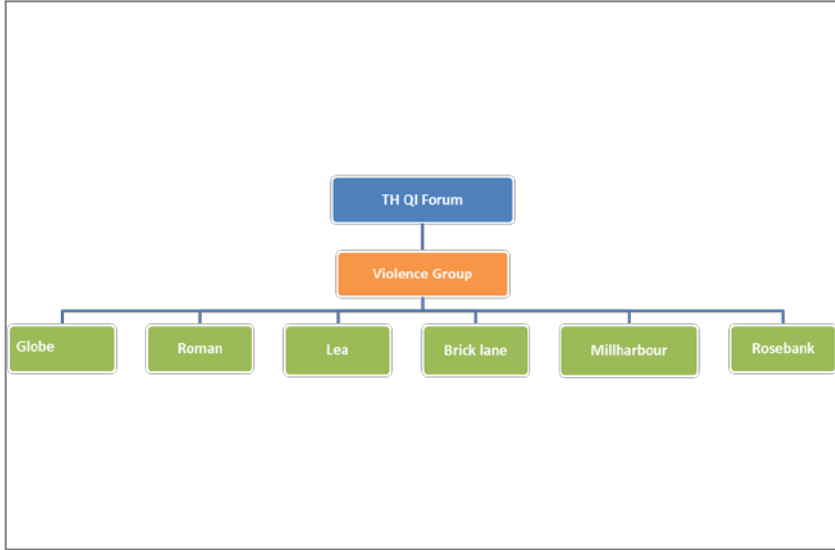 TH QI Forum
Violence Group
Globe
Roman
Lea
Brick lane
Millharbour
Rosebank